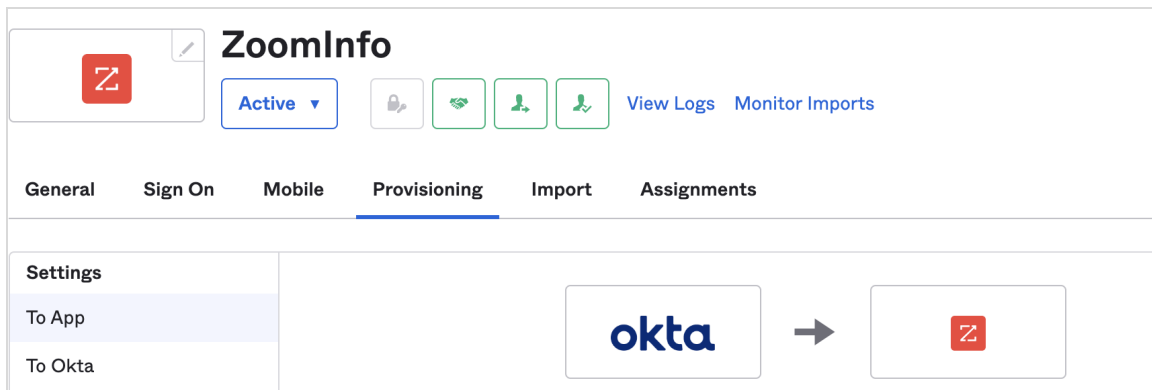 ZoomInfo
Active ▼ View Logs Monitor Imports
General Sign On Mobile Provisioning Import Assignments
Settings
To App
okta
To Okta